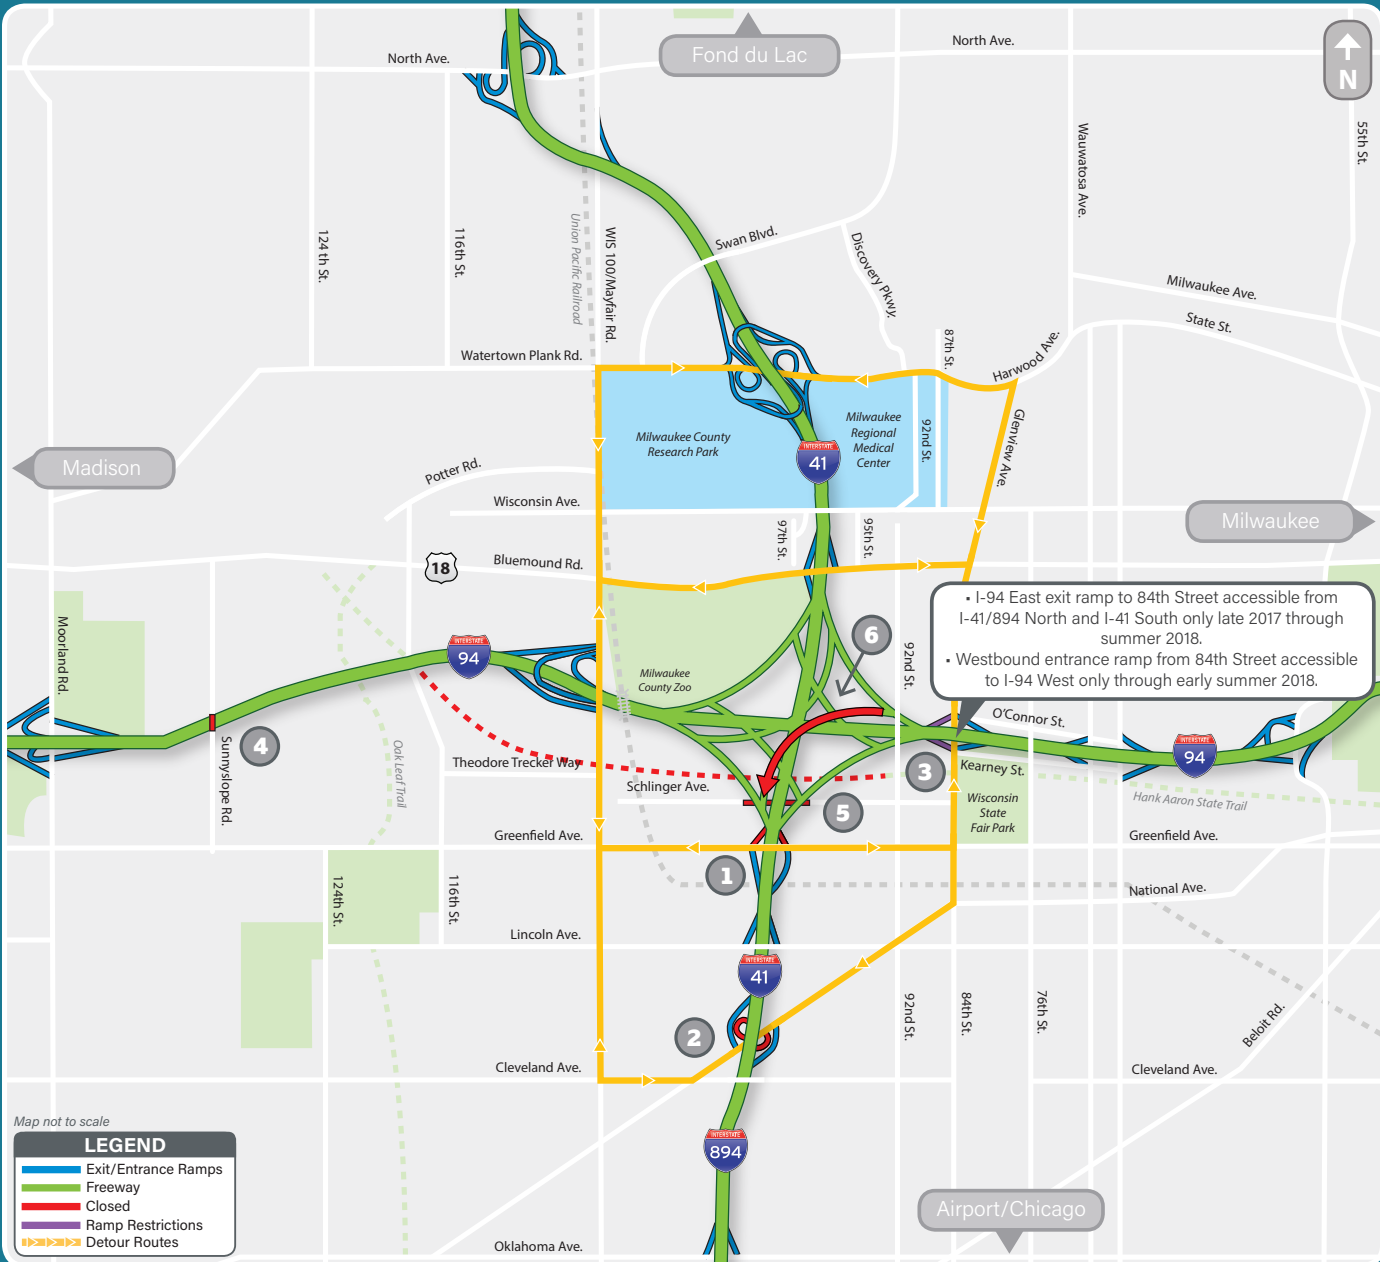 Fond du Lac
North Ave.
North Ave.
N
55th St.
Wauwatosa Ave.
124 th St.
116th St.
Union Pacific Railroad
WIS 100/Mayfair Rd.
Swan Blvd.
Discovery Pkwy.
Milwaukee Ave.
State St.
87th St.
Harwood Ave.
Watertown Plank Rd.
Glenview Ave.
Milwaukee County
Research Park
Milwaukee
Regional
Medical
Center
92nd St.
INTERSTATE
41
Madison
Potter Rd.
Wisconsin Ave.
Milwaukee
97th St.
95th St.
Bluemound Rd.
18
• I-94 East exit ramp to 84th Street accessible from
I-41/894 North and I-41 South only late 2017 through
summer 2018.
• Westbound entrance ramp from 84th Street accessible
to I-94 West only through early summer 2018.
Moorland Rd.
INTERSTATE
94
6
92nd St.
Milwaukee
County Zoo
O'Connor St.
4
Sunnyslope Rd.
Oak Leaf Trail
Theodore Trecker Way
Schlinger Ave.
3
Kearney St.
INTERSTATE
94
5
Wisconsin
State
Fair Park
Hank Aaron State Trail
Greenfield Ave.
Greenfield Ave.
1
124th St.
116th St.
National Ave.
Lincoln Ave.
INTERSTATE
41
2
92nd St.
84th St.
76th St.
Beloit Rd.
Cleveland Ave.
Cleveland Ave.
Map not to scale
INTERSTATE
894
LEGEND
Exit/Entrance Ramps
Freeway
Closed
Ramp Restrictions
Detour Routes
Airport/Chicago
Oklahoma Ave.